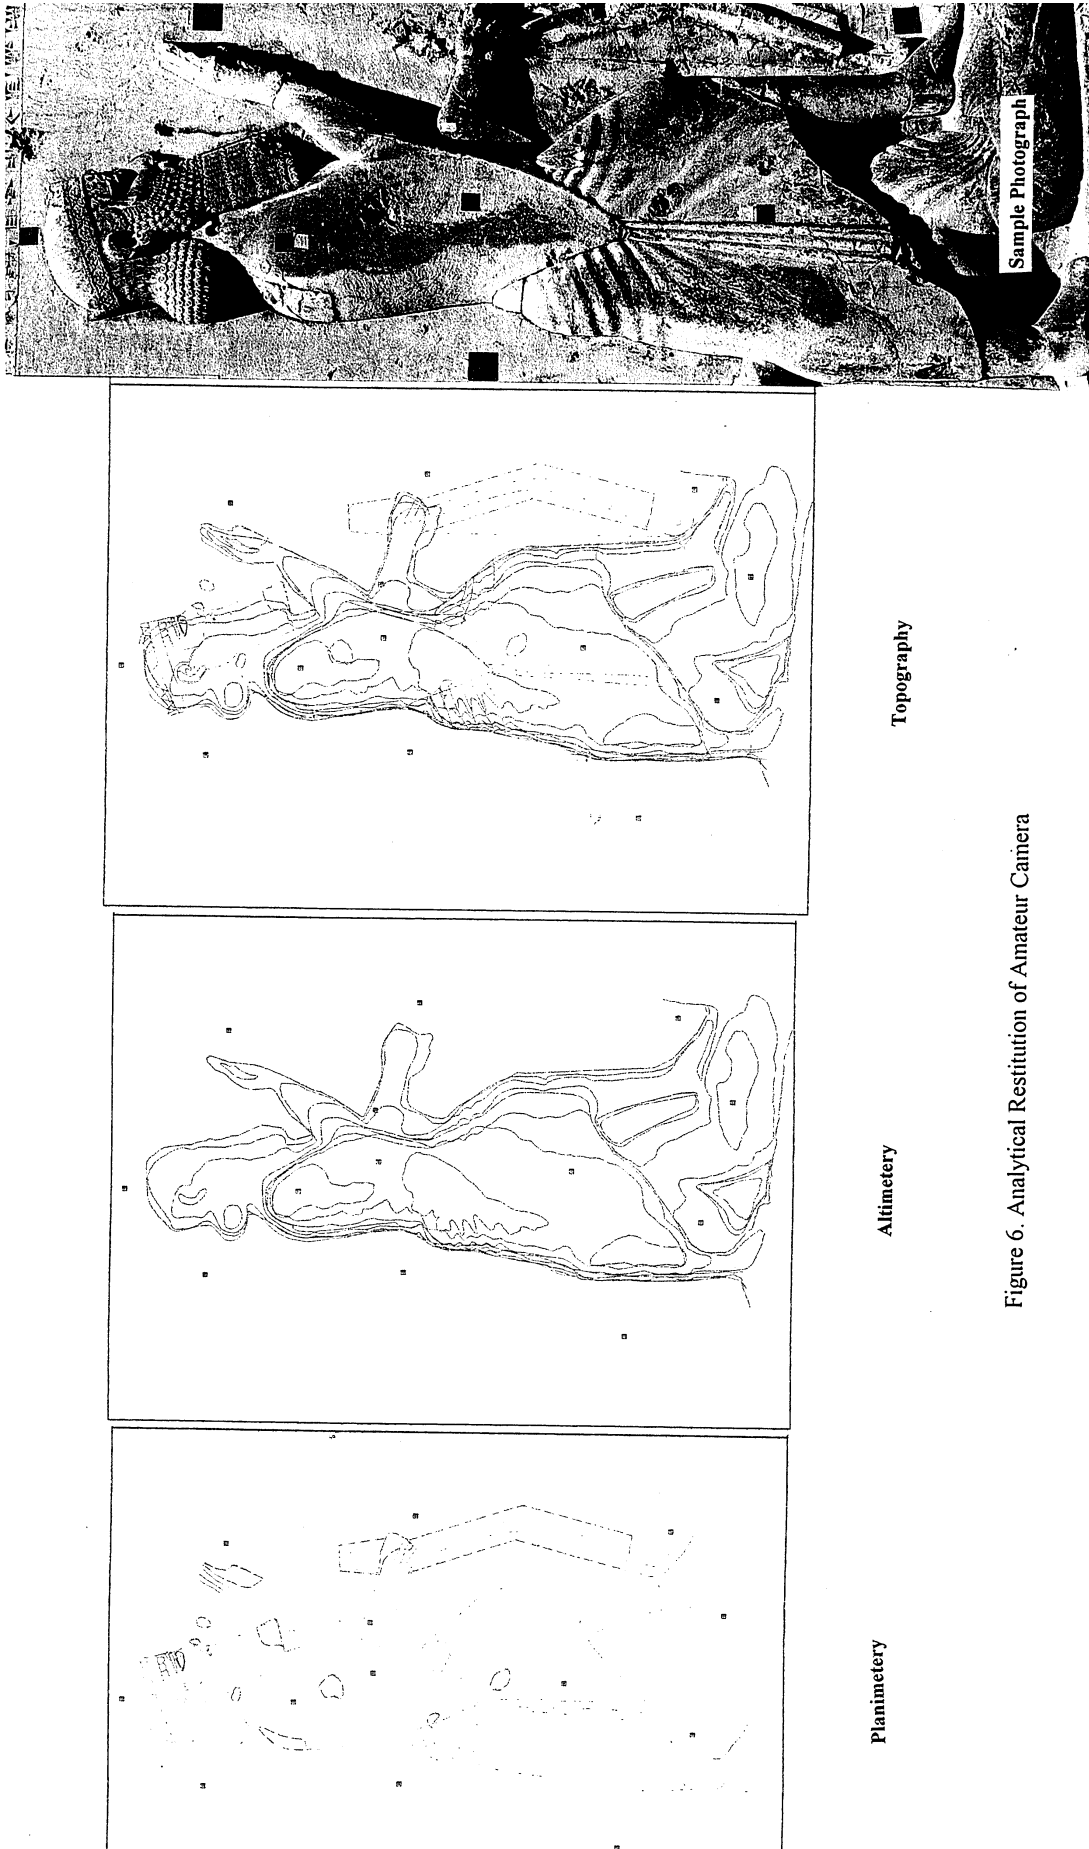 Planimetery
Altimetery
Topography
Sample Photograph
Figure 6. Analytical Restitution of Amateur Camera